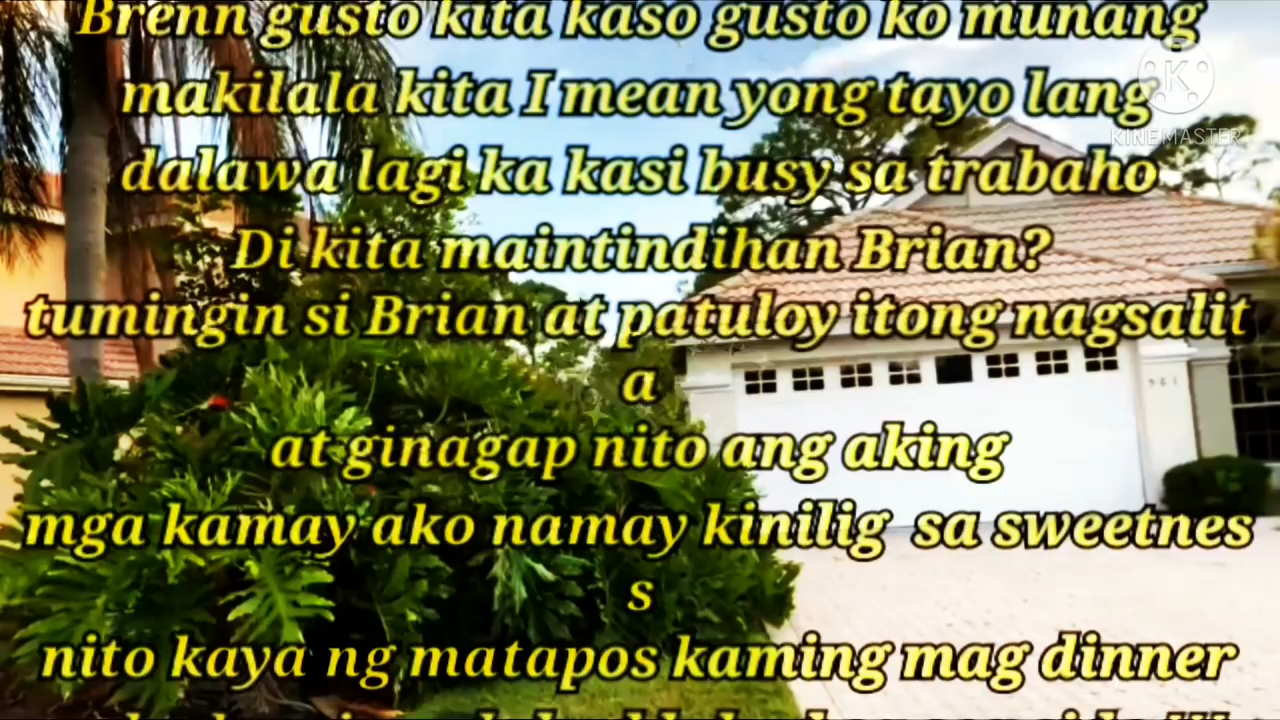 Brenn gusto kita kaso gusto ko munang
makilala kita I mean yong tayo lang
dalawa lagi ka kasi busy sa trabaho
Di kita maintindihan Brian?
tumingin si Brian at patuloy itong nagsalit
a
at ginagap nito ang aking
mga kamay ako namay kinilig sa sweetnes
s
nito kaya ng matapos kaming mag dinner
K
KINEMASTER
961